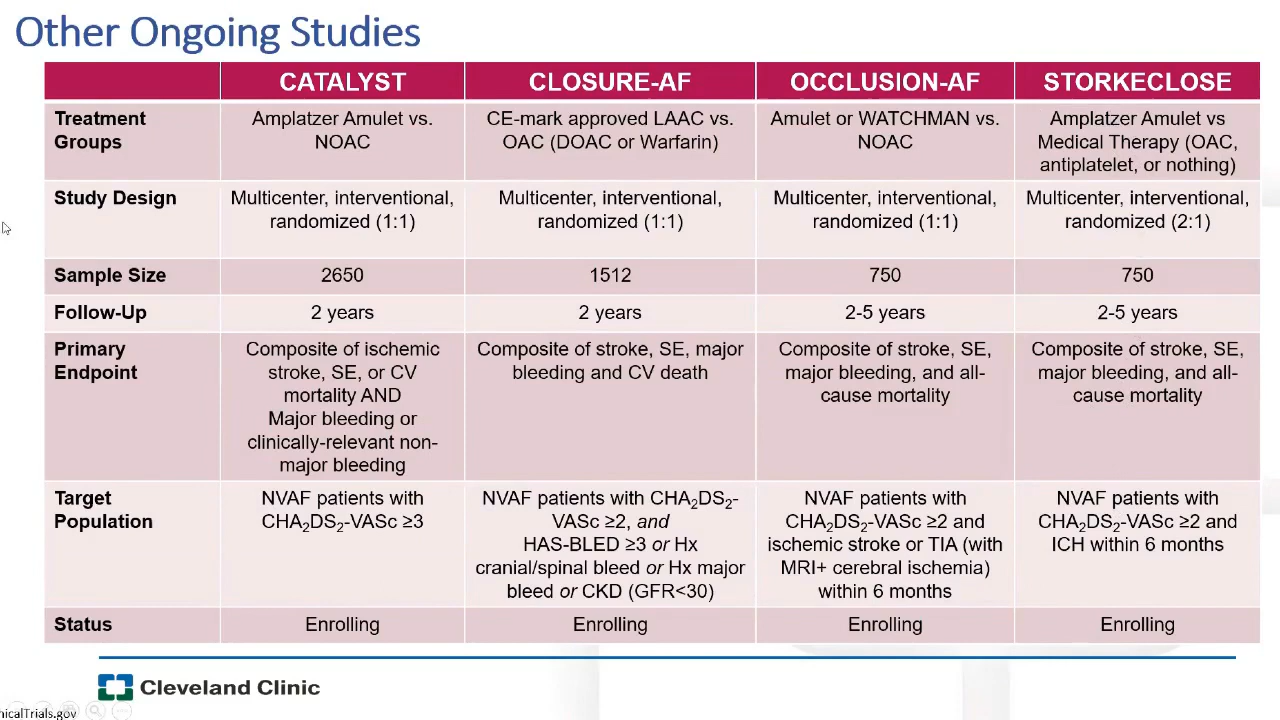 Other Ongoing Studies
CATALYST
CLOSURE-AF
OCCLUSION-AF
STORKECLOSE
Treatment
Groups
Amplatzer Amulet vs.
NOAC
CE-mark approved LAAC vs.
OAC (DOAC or Warfarin)
Amulet or WATCHMAN vs.
NOAC
Amplatzer Amulet vs
Medical Therapy (OAC,
antiplatelet, or nothing)
Study Design
Multicenter, interventional,
randomized (1:1)
Multicenter, interventional,
randomized (1:1)
Multicenter, interventional,
randomized (1:1)
Multicenter, interventional,
randomized (2:1)
Sample Size
2650
1512
750
750
Follow-Up
2 years
2 years
2-5 years
2-5 years
Primary
Endpoint
Composite of ischemic
stroke, SE, or CV
mortality AND
Major bleeding or
clinically-relevant non-
major bleeding
Composite of stroke, SE, major
bleeding and CV death
Composite of stroke, SE,
major bleeding, and all-
cause mortality
Composite of stroke, SE,
major bleeding, and all-
cause mortality
Target
Population
NVAF patients with
CHA₂DS₂-VASc ≥3
NVAF patients with CHA₂DS₂-
VASc ≥2, and
HAS-BLED ≥3 or Hx
cranial/spinal bleed or Hx major
bleed or CKD (GFR<30)
NVAF patients with
CHA₂DS₂-VASc ≥2 and
ischemic stroke or TIA (with
MRI+ cerebral ischemia)
within 6 months
NVAF patients with
CHA₂DS₂-VASc ≥2 and
ICH within 6 months
Status
Enrolling
Enrolling
Enrolling
Enrolling
Cleveland Clinic
nicalTrials.gov